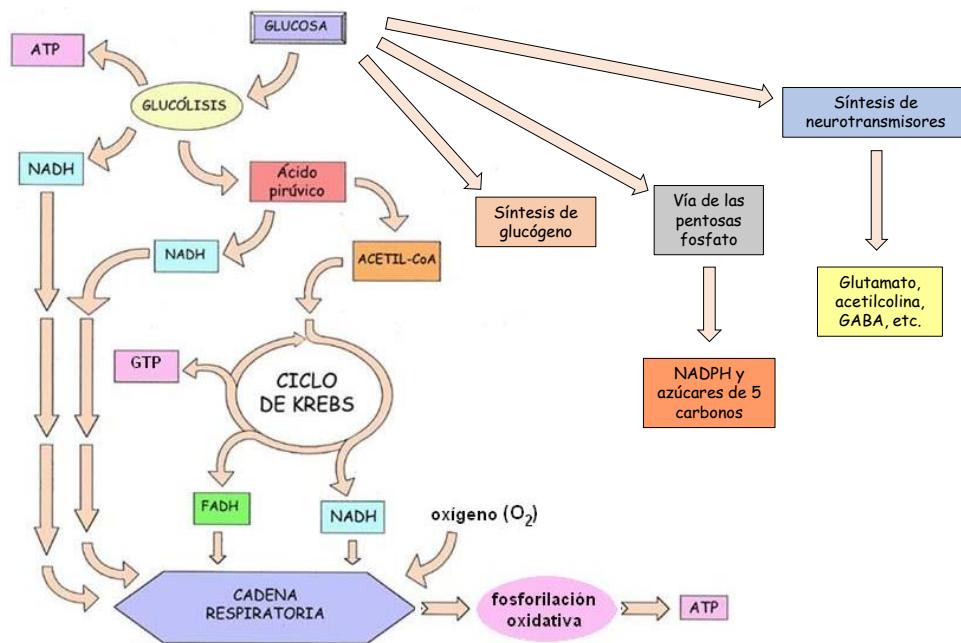 GLUCOSA
ATP
GLUCÓLISIS
Síntesis de
neurotransmisores
NADH
Ácido
pirúvico
Síntesis de
glucógeno
Vía de las
pentosas
fosfato
NADH
ACETIL-CoA
Glutamato,
acetilcolina,
GABA, etc.
GTP
CICLO
DE KREBS
NADPH y
azúcares de 5
carbonos
FADH
NADH
oxígeno (O₂)
CADENA
RESPIRATORIA
fosforilación
oxidativa
ATP